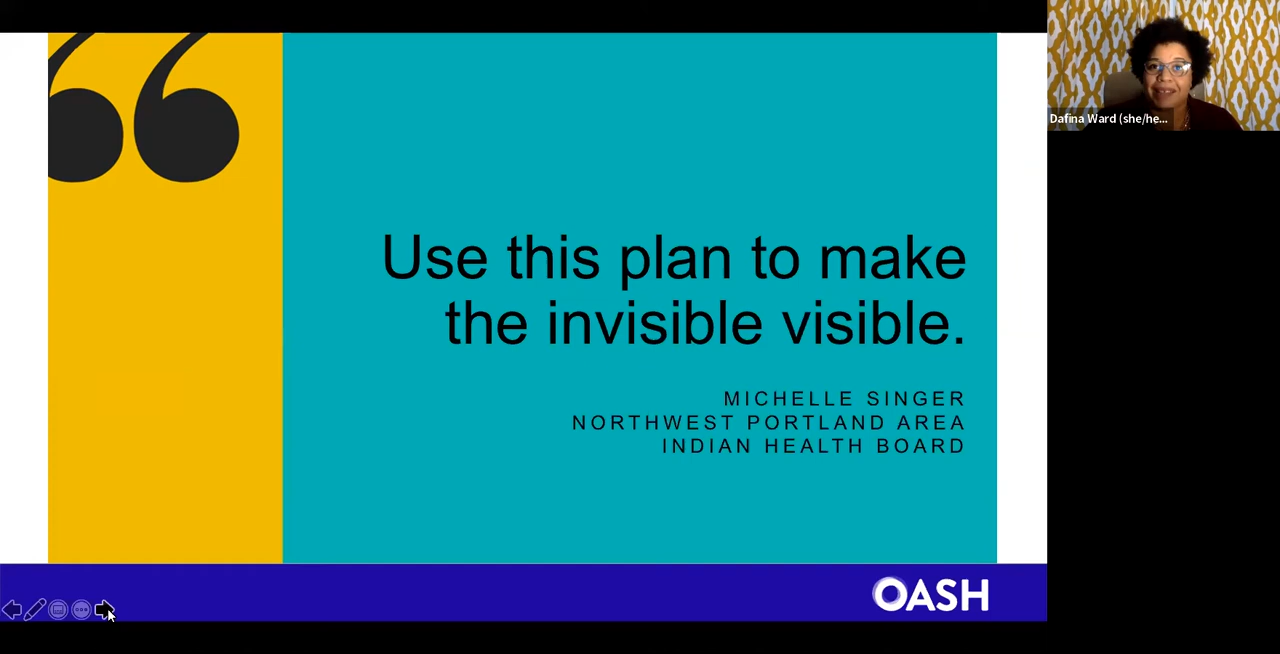 Use this plan to make
the invisible visible.
MICHELLE SINGER
NORTHWEST PORTLAND AREA
INDIAN HEALTH BOARD
OASH
Dafina Ward (she/he...